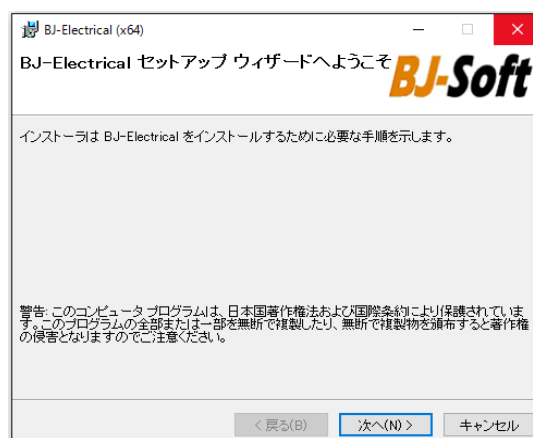 BJ-Electrical (x64)
BJ-Electrical セットアップ ウィザードへようこそ
BJ-Soft
インストーラは BJ-Electrical をインストールするために必要な手順を示します。
警告: このコンピュータ プログラムは、日本国著作権法および国際条約により保護されていま
す。このプログラムの全部または一部を無断で複製したり、無断で複製物を頒布すると著作権
の侵害となりますのでご注意ください。
< 戻る(B)
次へ(N) >
キャンセル